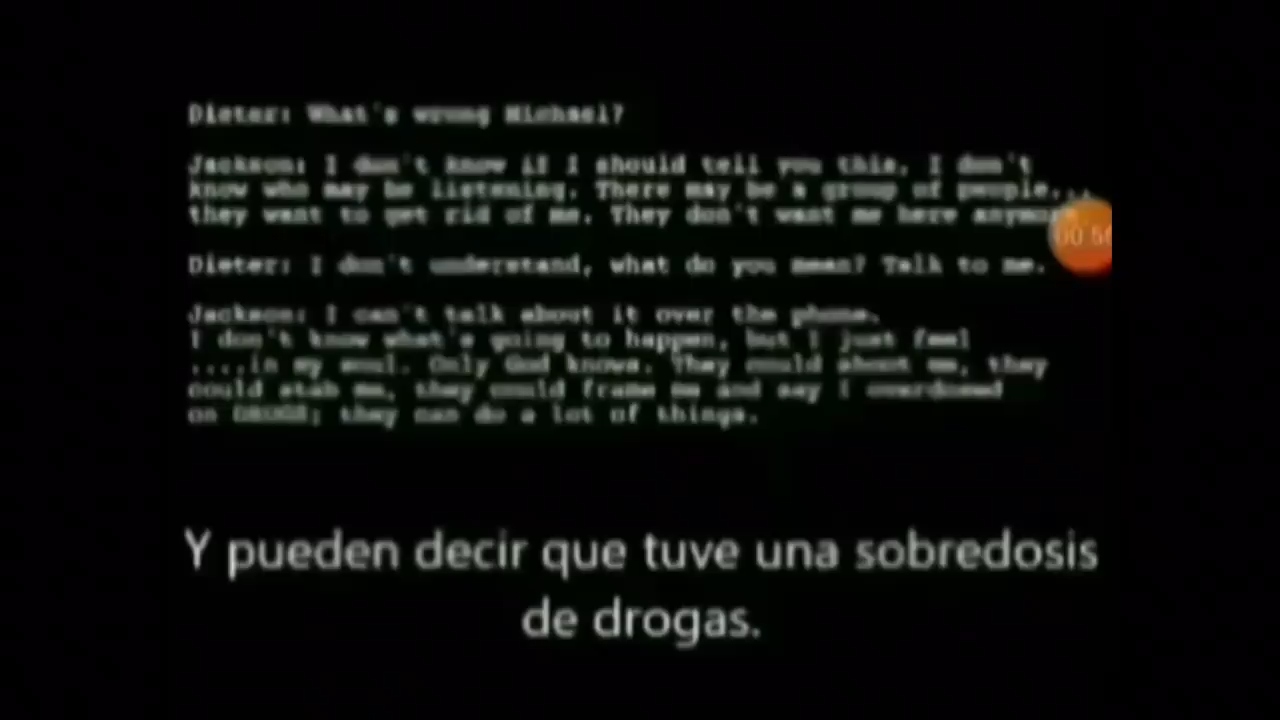 Dieter: What's wrong Michael?
Jackson: I don't know if I should tell you this, I don't
know who may be listening. There may be a group of people...
they want to get rid of me. They don't want me here anymore
Dieter: I don't understand, what do you mean? Talk to me.
Jackson: I can't talk about it over the phone.
I don't know what's going to happen, but I just feel
....in my soul. Only God knows. They could shoot me, they
could stab me, they could frame me and say I overdosed
on DRUGS; they can do a lot of things.
00:50
Y pueden decir que tuve una sobredosis
de drogas.